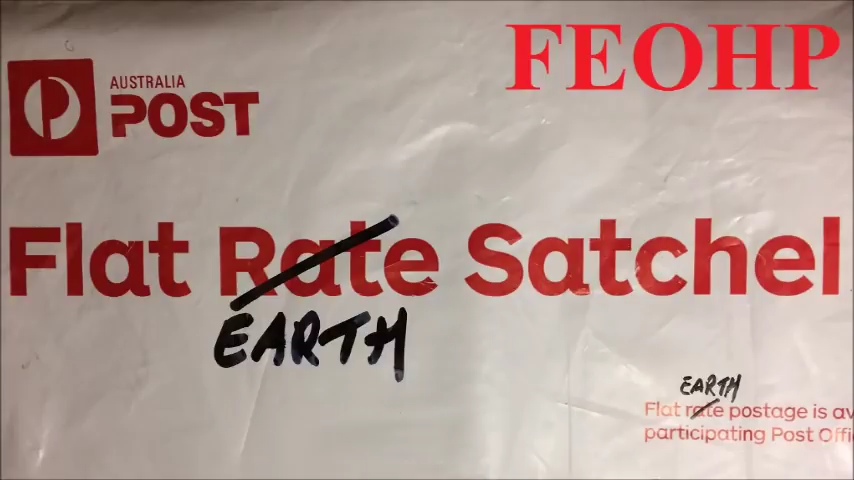 FEOHP
AUSTRALIA
POST
Flat Rate Satchel
EARTH
EARTH
Flat rate postage is av
participating Post Offi